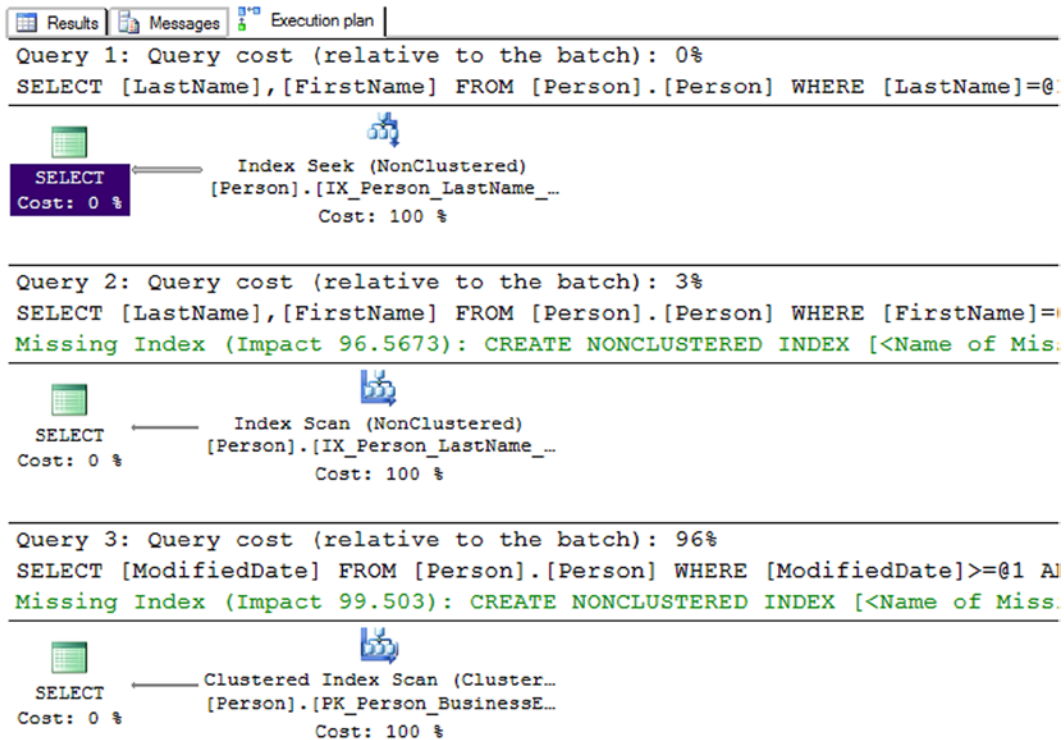 Results Messages Execution plan
Query 1: Query cost (relative to the batch): 0%
SELECT [LastName],[FirstName] FROM [Person].[Person] WHERE [LastName]=@
Index Seek (NonClustered)
[Person].[IX_Person_LastName_…
Cost: 100 %
SELECT
Cost: 0 %
Query 2: Query cost (relative to the batch): 3%
SELECT [LastName],[FirstName] FROM [Person].[Person] WHERE [FirstName]=
Missing Index (Impact 96.5673): CREATE NONCLUSTERED INDEX [<Name of Mis
Index Scan (NonClustered)
[Person].[IX_Person_LastName_…
Cost: 100 %
SELECT
Cost: 0 %
Query 3: Query cost (relative to the batch): 96%
SELECT [ModifiedDate] FROM [Person].[Person] WHERE [ModifiedDate]>=@1 A
Missing Index (Impact 99.503): CREATE NONCLUSTERED INDEX [<Name of Miss
Clustered Index Scan (Cluster…
[Person].[PK_Person_BusinessE…
Cost: 100 %
SELECT
Cost: 0 %